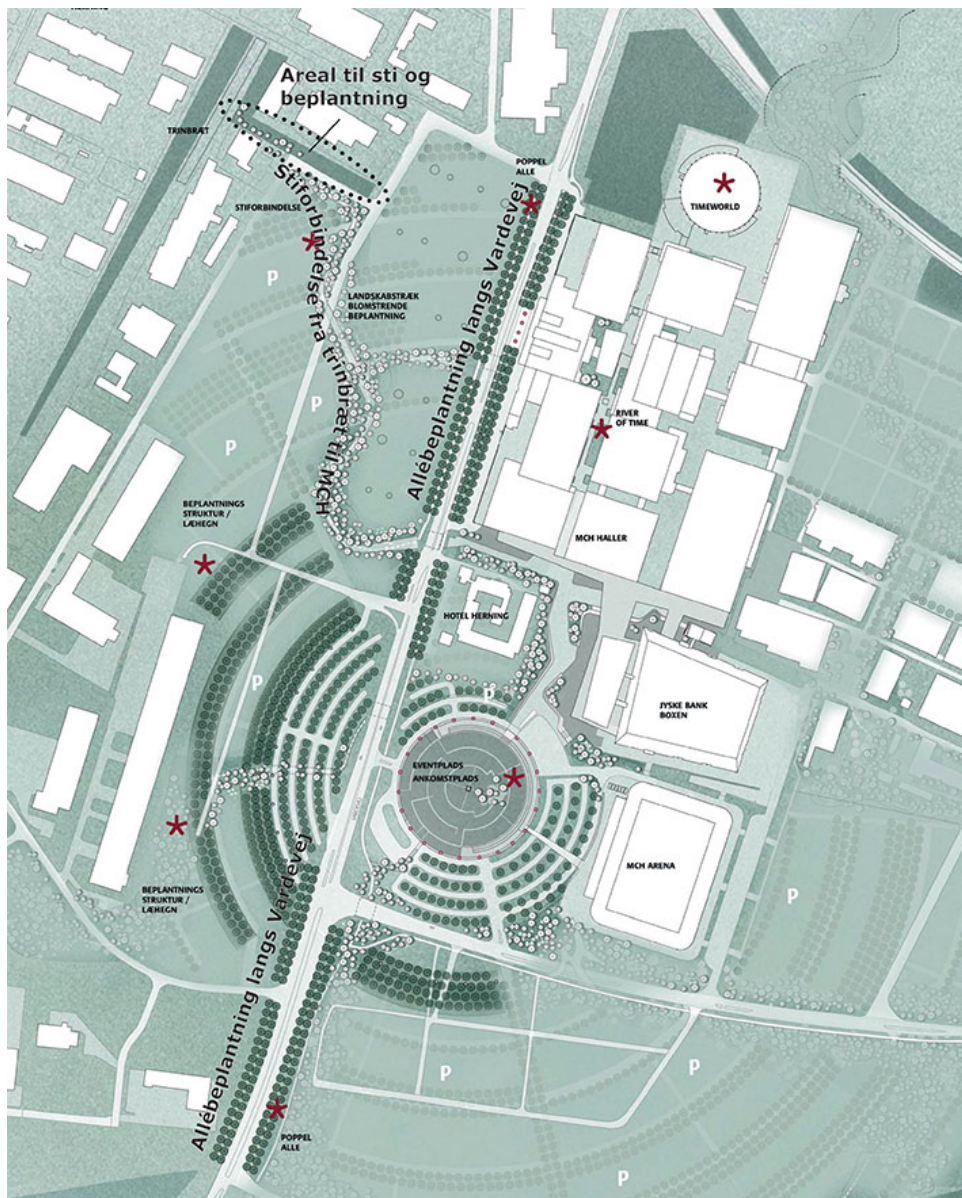 Areal til sti og
beplantning
TRINBRÆT
POPPEL
ALLE
TIMEWORLD
STIFORBINDELSE
Stiforbindelse fra trinbræt til MCH
P
LANDSKABSTRÆK
BLOMSTRENDE
BEPLANTNING
Allébeplantning langs Vardevej
P
P
P
RIVER
OF TIME
P
BEPLANTNINGS
STRUKTUR /
LÆHEGN
MCH HALLER
HOTEL HERNING
P
P
JYSKE BANK
BOXEN
EVENTPLADS
ANKOMSTPLADS
MCH ARENA
BEPLANTNINGS
STRUKTUR /
LÆHEGN
P
Allébeplantning langs Vardevej
P
P
POPPEL
ALLE
P